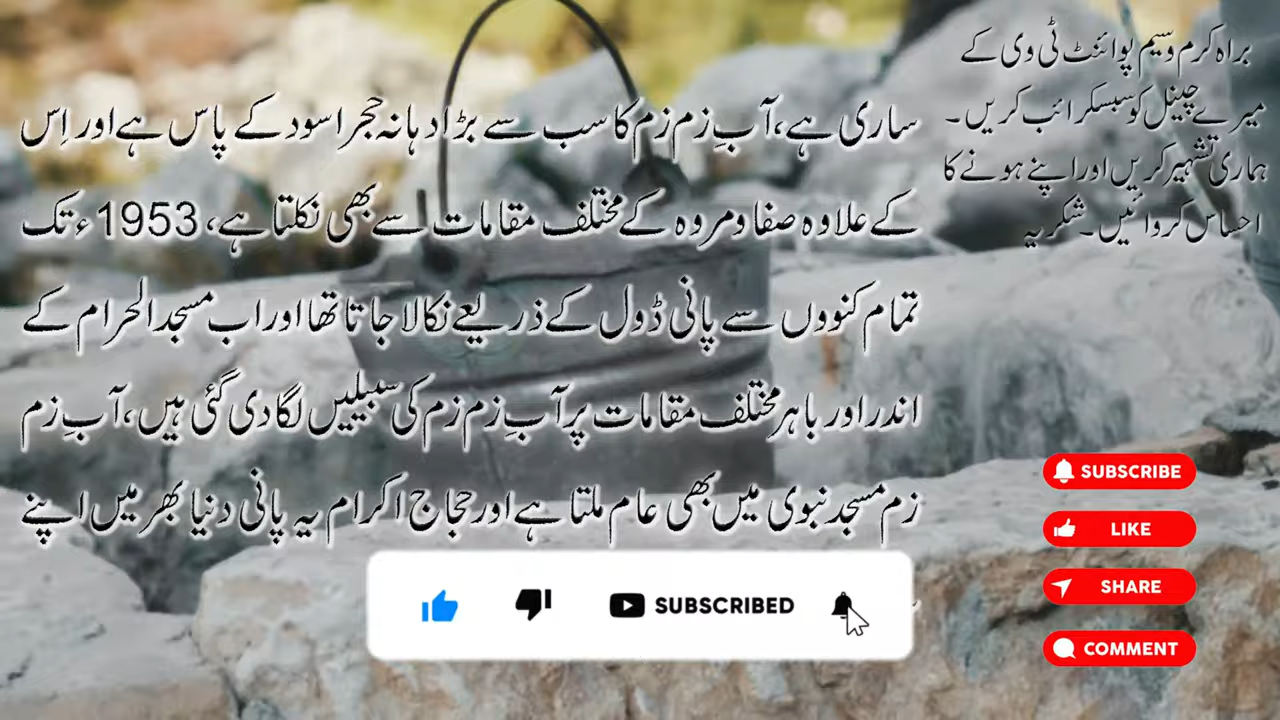 ساری ہے، آبِ زم زم کا سب سے بڑا دہانہ حجر اسود کے پاس ہے اور اِس
کے علاوہ صفا و مروہ کے مختلف مقامات سے بھی نکلتا ہے، 1953ء تک
تمام کنووں سے پانی ڈول کے ذریعے نکالا جاتا تھا اور اب مسجد الحرام کے
اندر اور باہر مختلف مقامات پر آبِ زم زم کی سبیلیں لگا دی گئی ہیں، آبِ زم
زم مسجد نبوی میں بھی عام ملتا ہے اور حجاج اکرام یہ پانی دنیا بھر میں اپنے
براہ کرم وسیم پوائنٹ ٹی وی کے
میرے چینل کو سبسکرائب کریں ۔
ہماری تشہیر کریں اور اپنے ہونے کا
احساس کروائیں۔ شکریہ
SUBSCRIBE
LIKE
SHARE
COMMENT
SUBSCRIBED